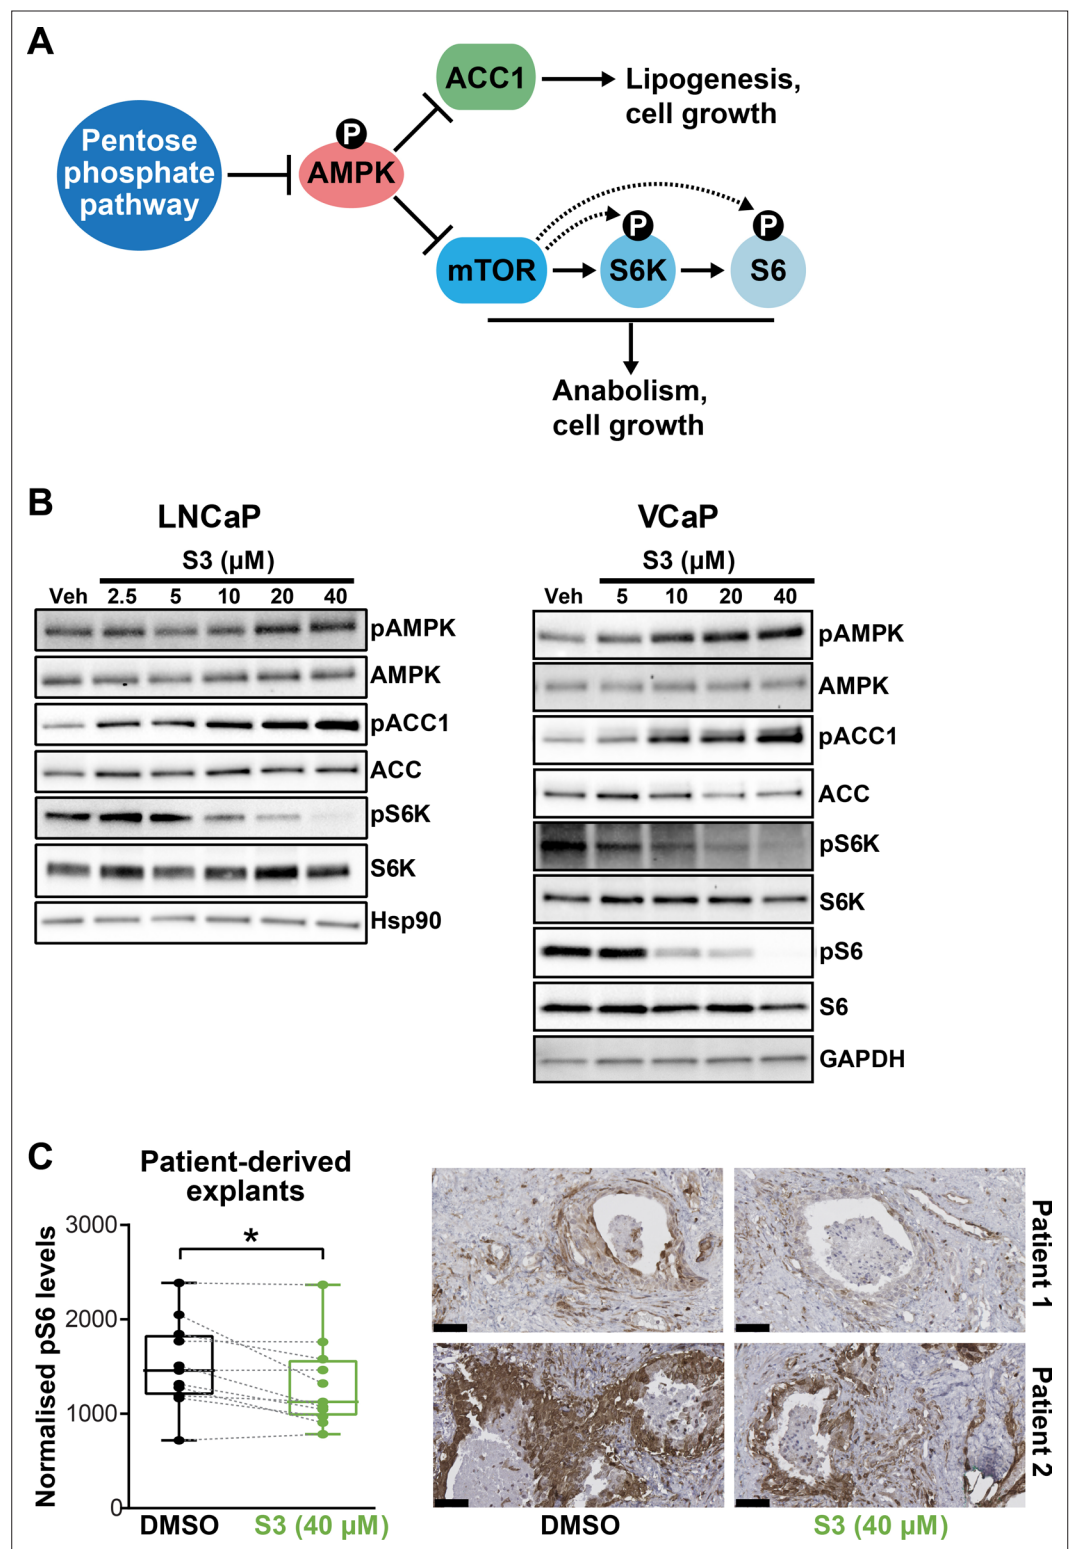 A
Pentose
phosphate
pathway
P
AMPK
ACC1
Lipogenesis,
cell growth
mTOR
P
S6K
P
S6
Anabolism,
cell growth
B
LNCaP
S3 (µM)
Veh 2.5 5 10 20 40
pAMPK
AMPK
pACC1
ACC
pS6K
S6K
Hsp90
VCaP
S3 (µM)
Veh 5 10 20 40
pAMPK
AMPK
pACC1
ACC
pS6K
S6K
pS6
S6
GAPDH
C
Patient-derived
explants
Normalised pS6 levels
3000
2000
1000
0
*
DMSO S3 (40 µM)
Patient 1
Patient 2
DMSO S3 (40 µM)